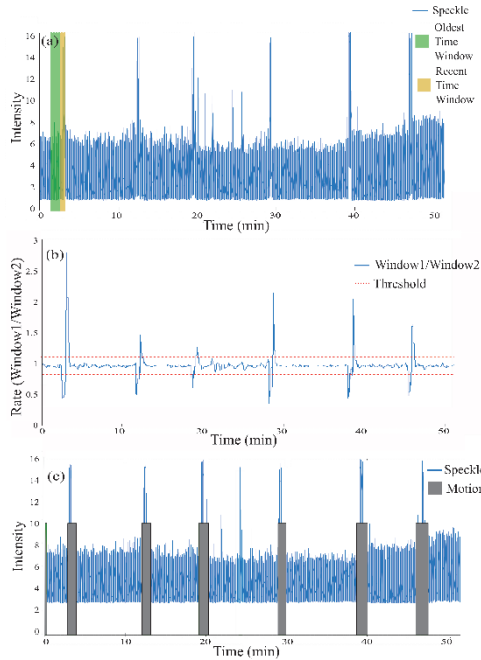 (a)
16
14
12
10
8
6
4
2
0
Intensity
0 10 20 30 40 50
Time (min)
Speckle
Oldest
Time
Window
Recent
Time
Window
(b)
3
2.5
2
1.5
1
0.5
0
Rate (Window1/Window2)
0 10 20 30 40 50
Time (min)
Window1/Window2
Threshold
(c)
16
14
12
10
8
6
4
2
0
Intensity
0 10 20 30 40 50
Time (min)
Speckle
Motion